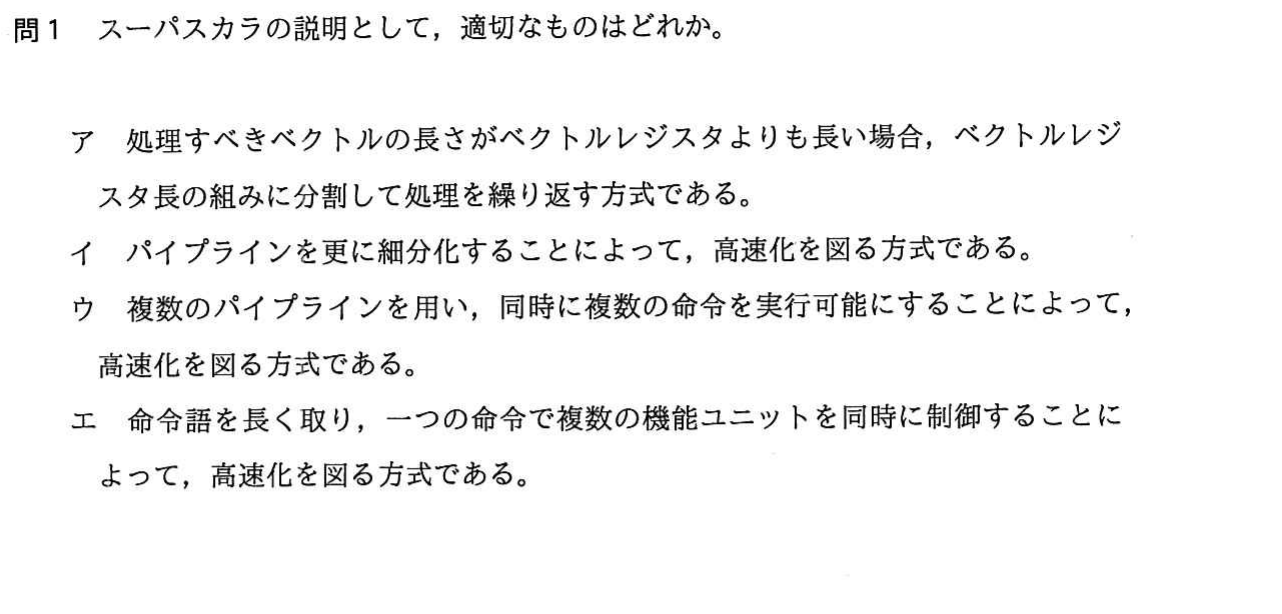 問1 スーパスカラの説明として，適切なものはどれか。
ア 処理すべきベクトルの長さがベクトルレジスタよりも長い場合，ベクトルレジ
スタ長の組みに分割して処理を繰り返す方式である。
イ パイプラインを更に細分化することによって，高速化を図る方式である。
ウ 複数のパイプラインを用い，同時に複数の命令を実行可能にすることによって，
高速化を図る方式である。
エ 命令語を長く取り，一つの命令で複数の機能ユニットを同時に制御することに
よって，高速化を図る方式である。